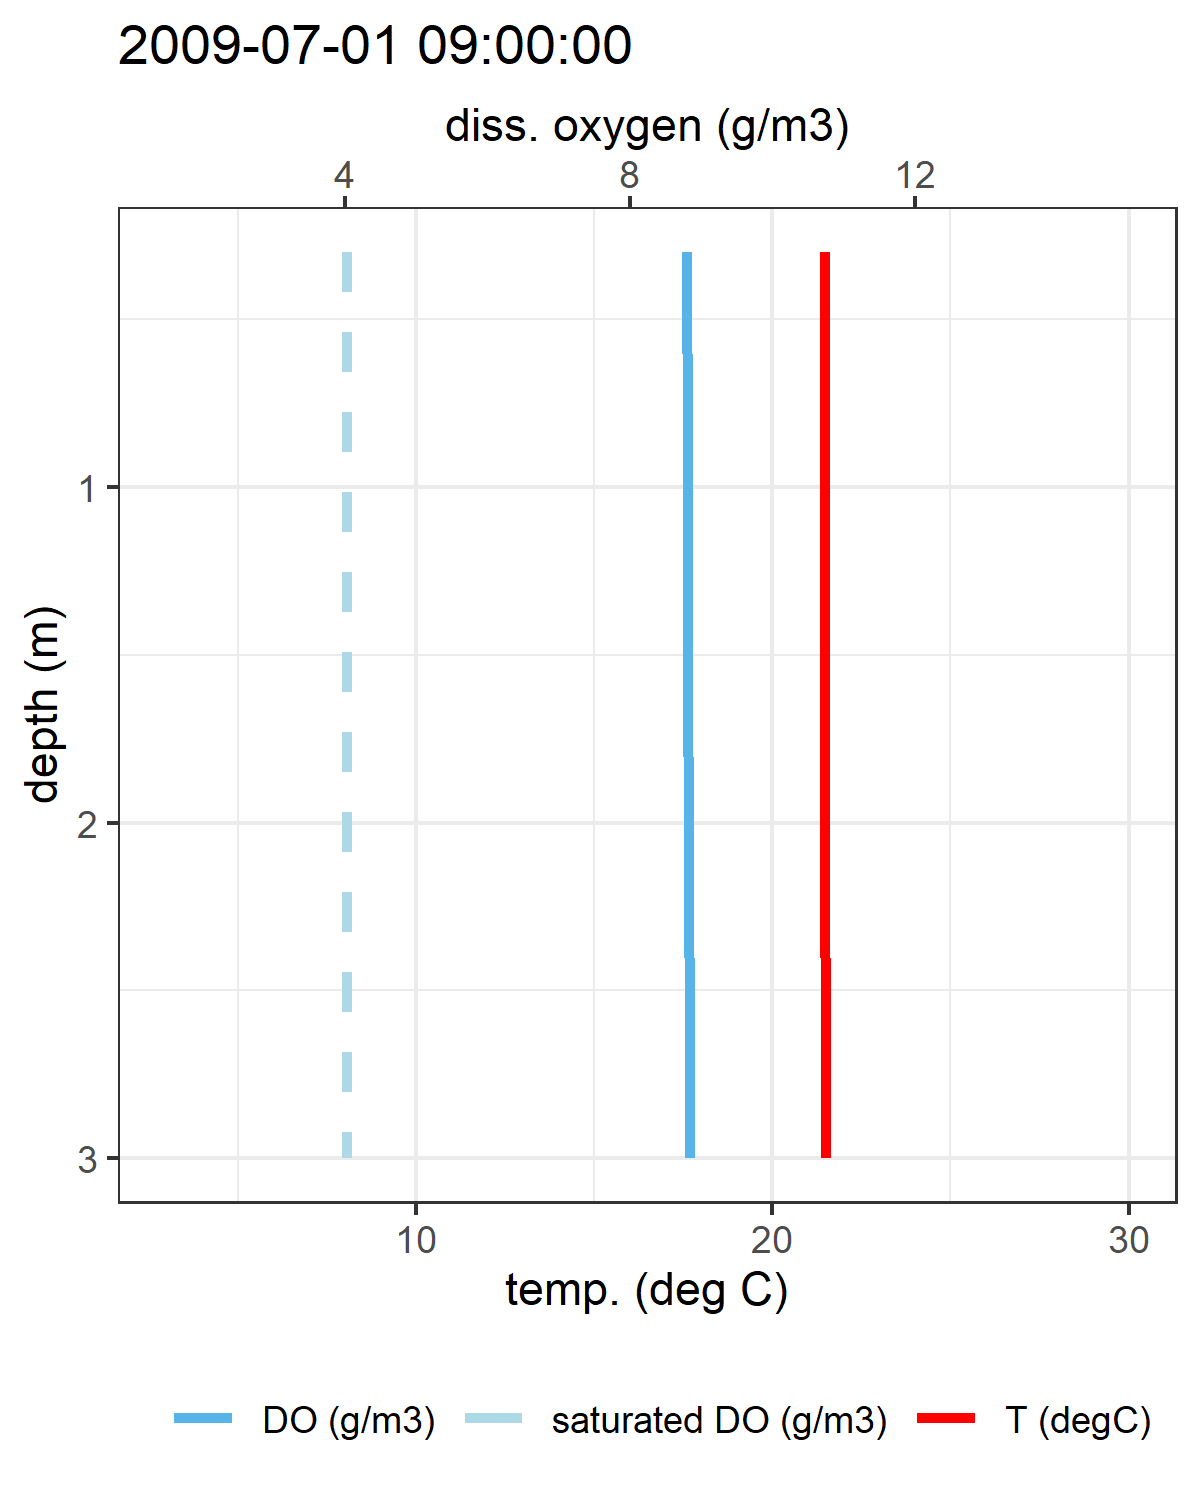 2009-07-01 09:00:00
diss. oxygen (g/m3)
4 8 12
depth (m)
1
2
3
10 20 30
temp. (deg C)
DO (g/m3) saturated DO (g/m3) T (degC)